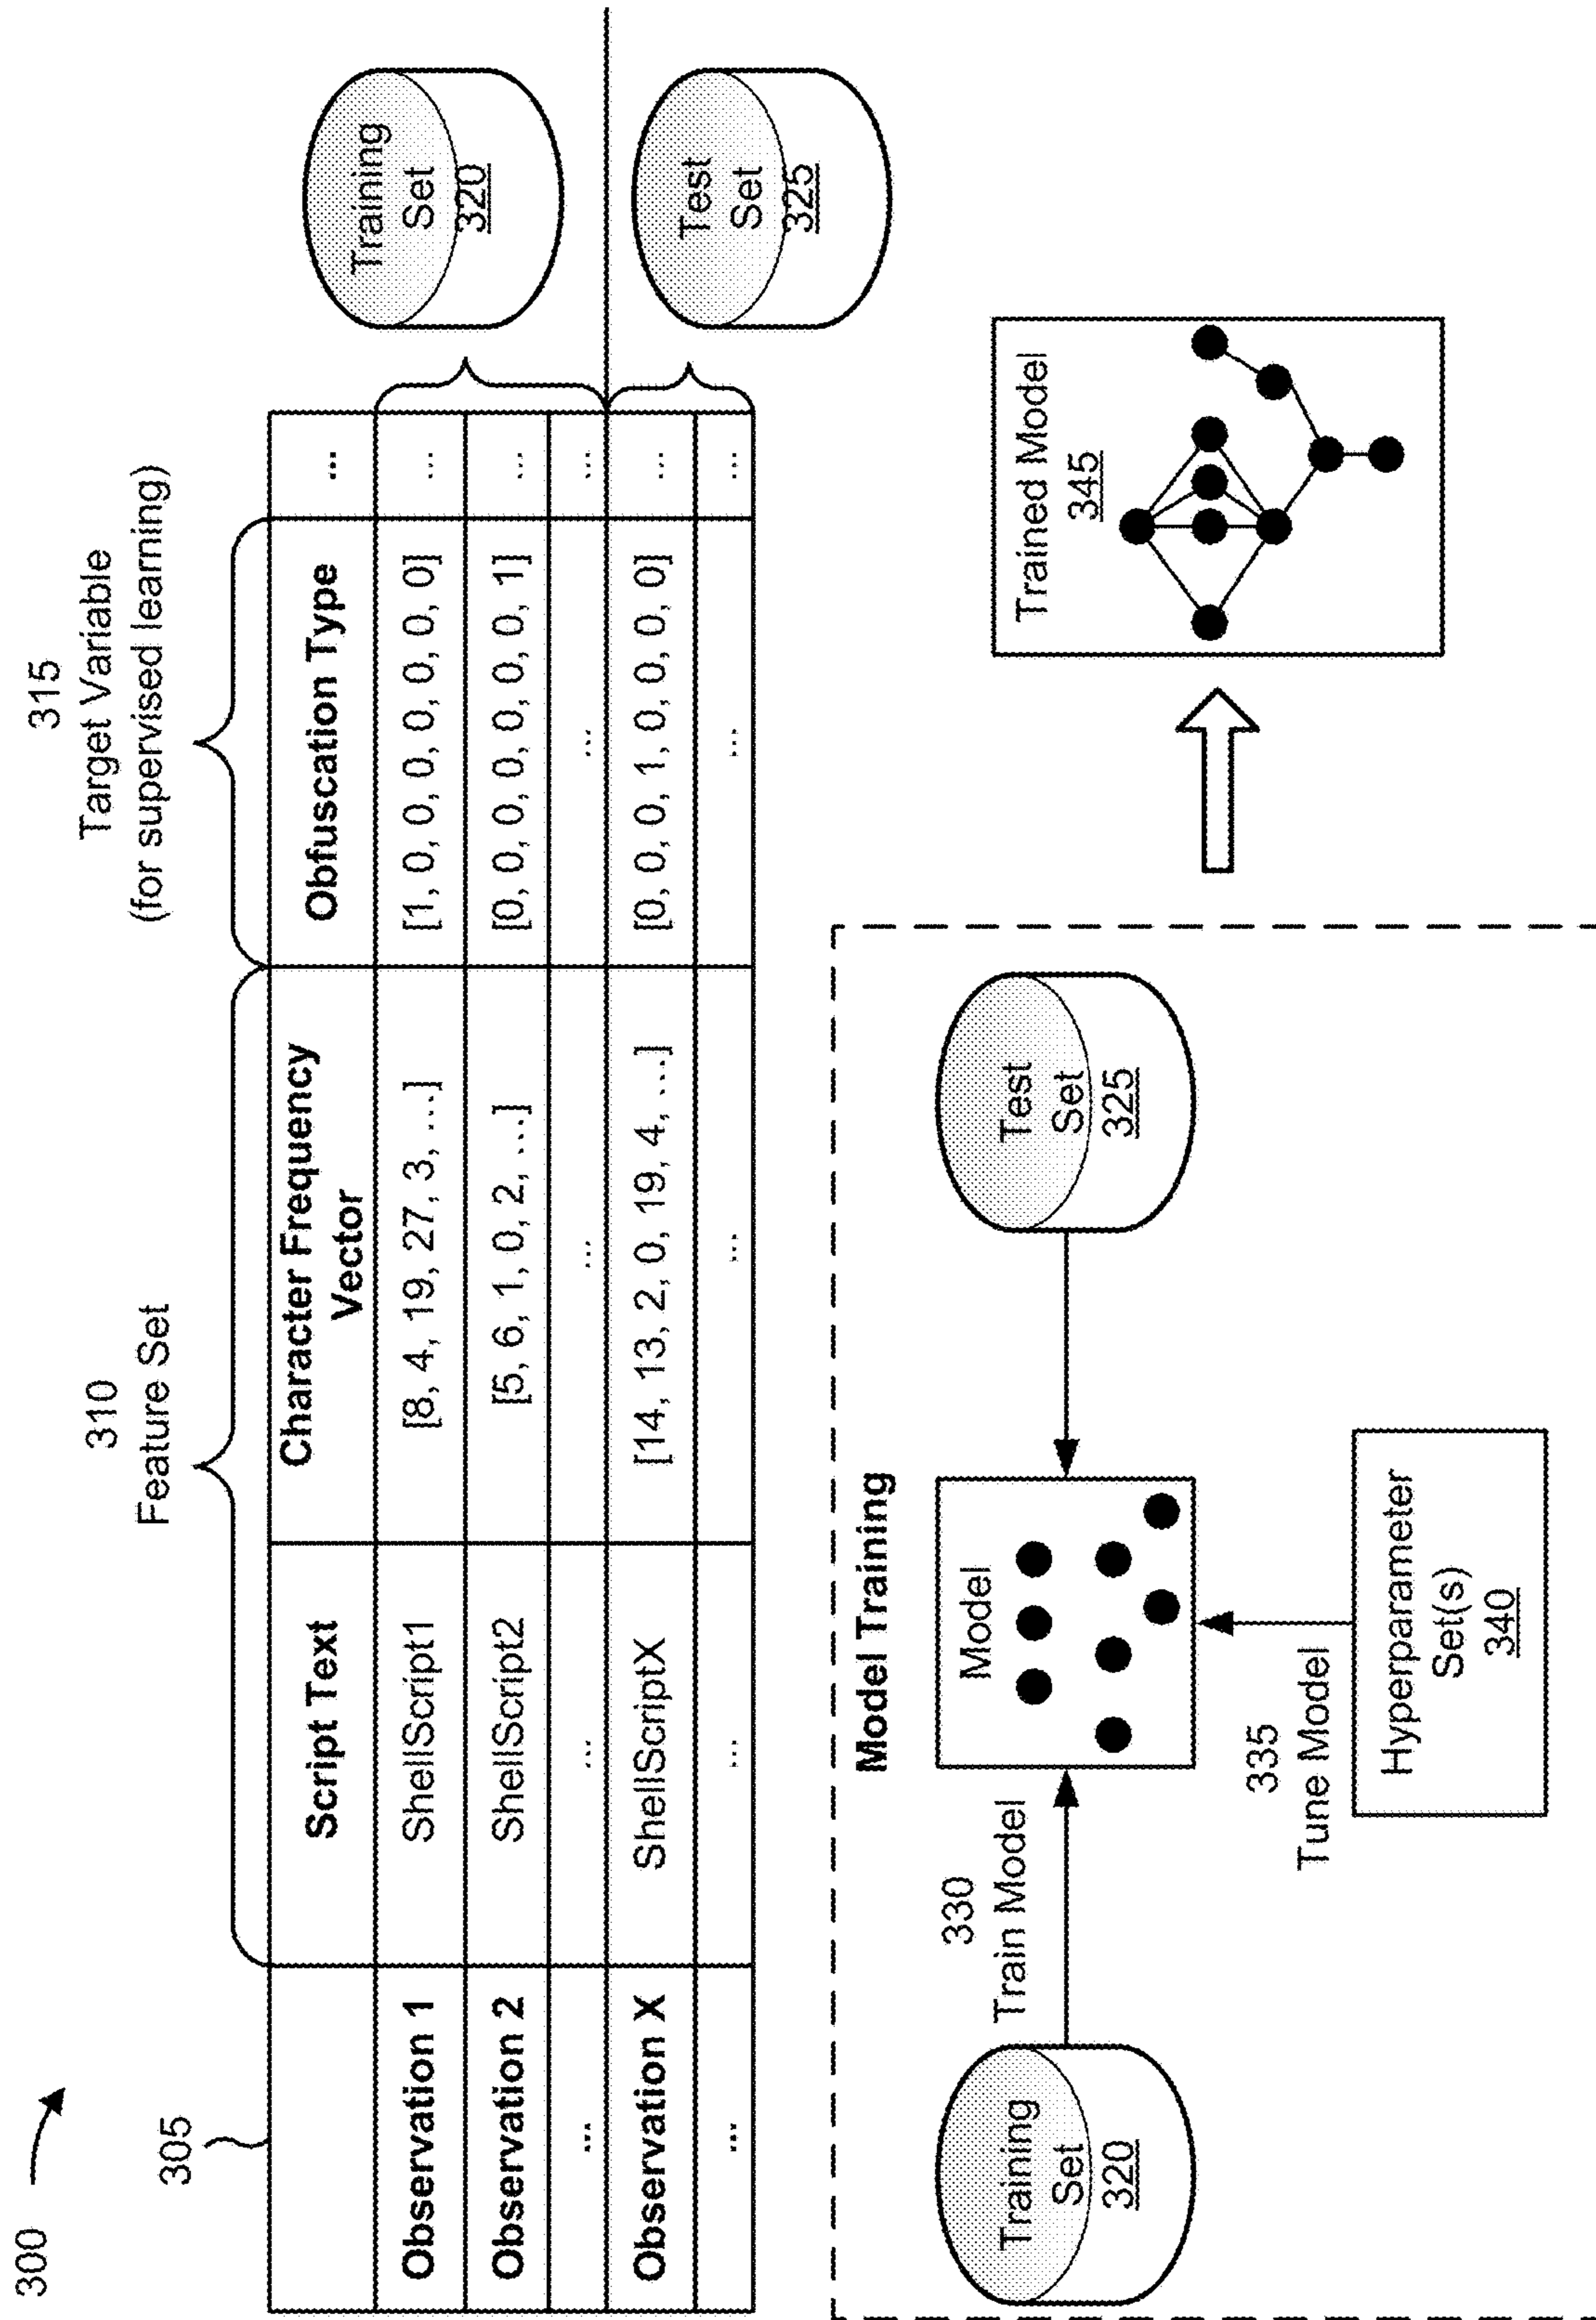 300
305
310
Feature Set
315
Target Variable
(for supervised learning)
Script Text
Character Frequency
Vector
Obfuscation Type
...
Observation 1
ShellScript1
[8, 4, 19, 27, 3, ...]
[1, 0, 0, 0, 0, 0, 0]
...
Observation 2
ShellScript2
[5, 6, 1, 0, 2, ...]
[0, 0, 0, 0, 0, 0, 1]
...
...
...
...
...
...
Observation X
ShellScriptX
[14, 13, 2, 0, 19, 4, ...]
[0, 0, 0, 1, 0, 0, 0, 0]
...
...
...
...
...
...
Training
Set
320
Test
Set
325
Model Training
Training
Set
320
330
Train Model
Model
Test
Set
325
335
Tune Model
Hyperparameter
Set(s)
340
Trained Model
345